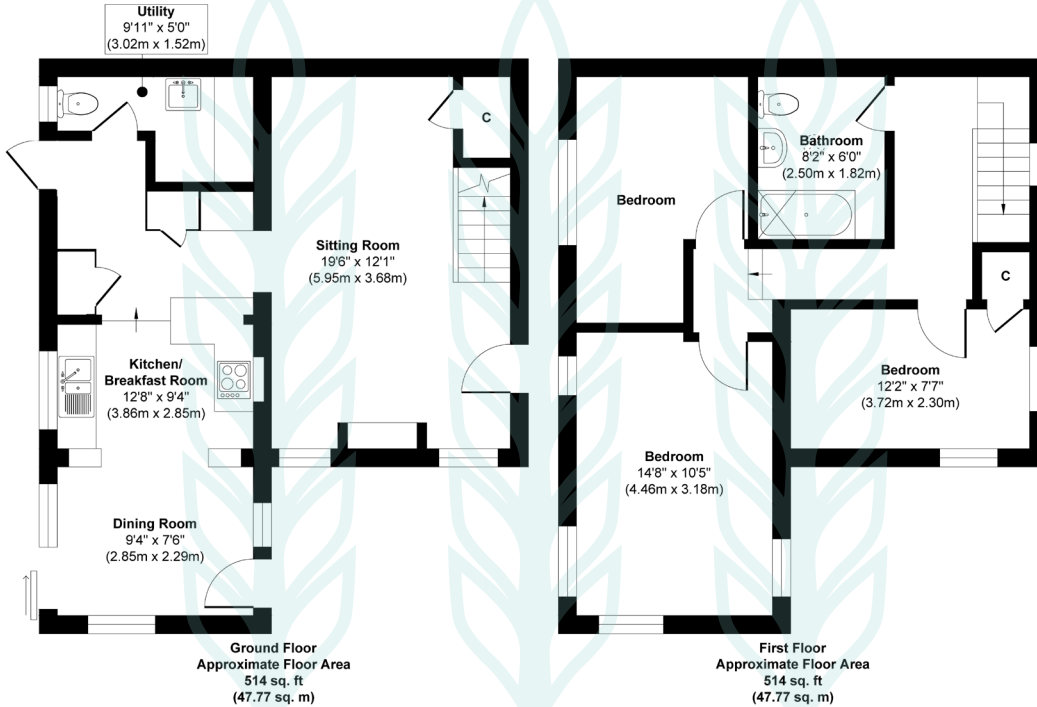 Utility
9'11" x 5'0"
(3.02m x 1.52m)
C
Sitting Room
19'6" x 12'1"
(5.95m x 3.68m)
Kitchen/
Breakfast Room
12'8" x 9'4"
(3.86m x 2.85m)
Dining Room
9'4" x 7'6"
(2.85m x 2.29m)
Ground Floor
Approximate Floor Area
514 sq. ft
(47.77 sq. m)
Bathroom
8'2" x 6'0"
(2.50m x 1.82m)
Bedroom
C
Bedroom
12'2" x 7'7"
(3.72m x 2.30m)
Bedroom
14'8" x 10'5"
(4.46m x 3.18m)
First Floor
Approximate Floor Area
514 sq. ft
(47.77 sq. m)